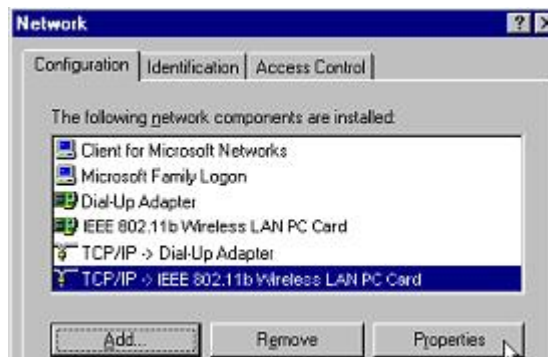 Network
Configuration Identification Access Control
The following network components are installed:
Client for Microsoft Networks
Microsoft Family Logon
Dial-Up Adapter
IEEE 802.11b Wireless LAN PC Card
TCP/IP -> Dial-Up Adapter
TCP/IP -> IEEE 802.11b Wireless LAN PC Card
Add... Remove Properties